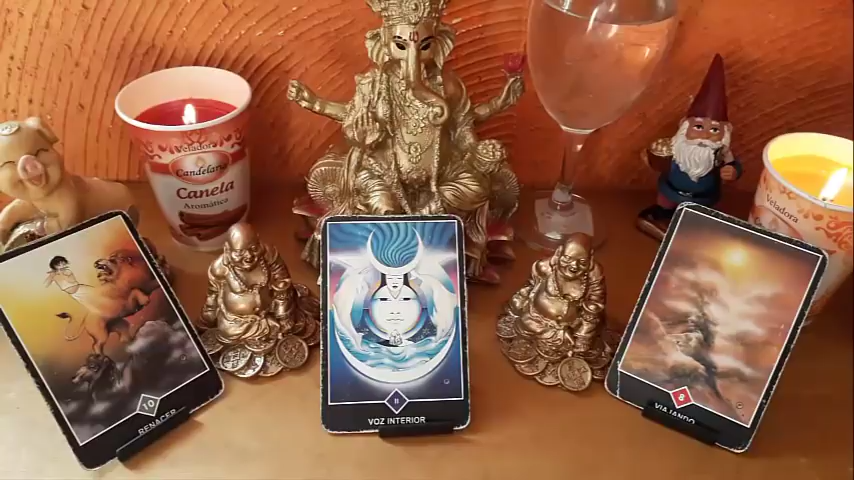 Veladora
Candelaria
Canela
Aromática
Veladora
10
RENACER
II
VOZ INTERIOR
8
VIAJANDO